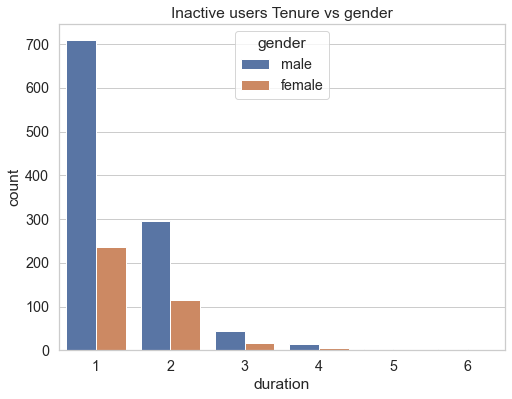 Inactive users Tenure vs gender
gender
male
female
700
600
500
400
300
200
100
0
count
1 2 3 4 5 6
duration